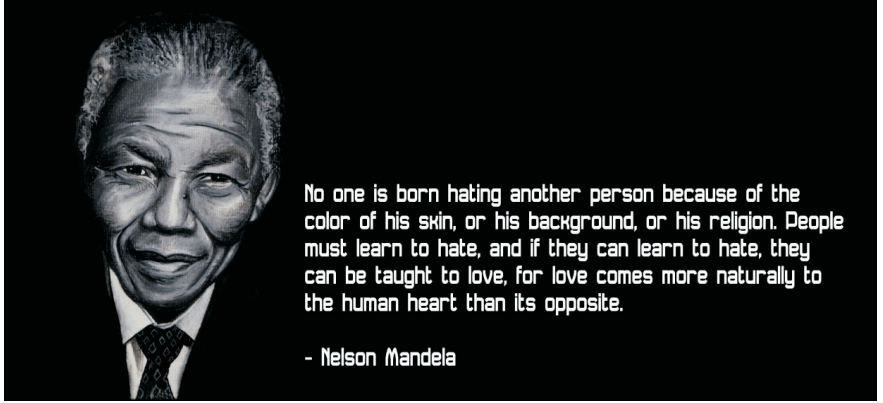 No one is born hating another person because of the
color of his skin, or his background, or his religion. People
must learn to hate, and if they can learn to hate, they
can be taught to love, for love comes more naturally to
the human heart than its opposite.
- Nelson Mandela